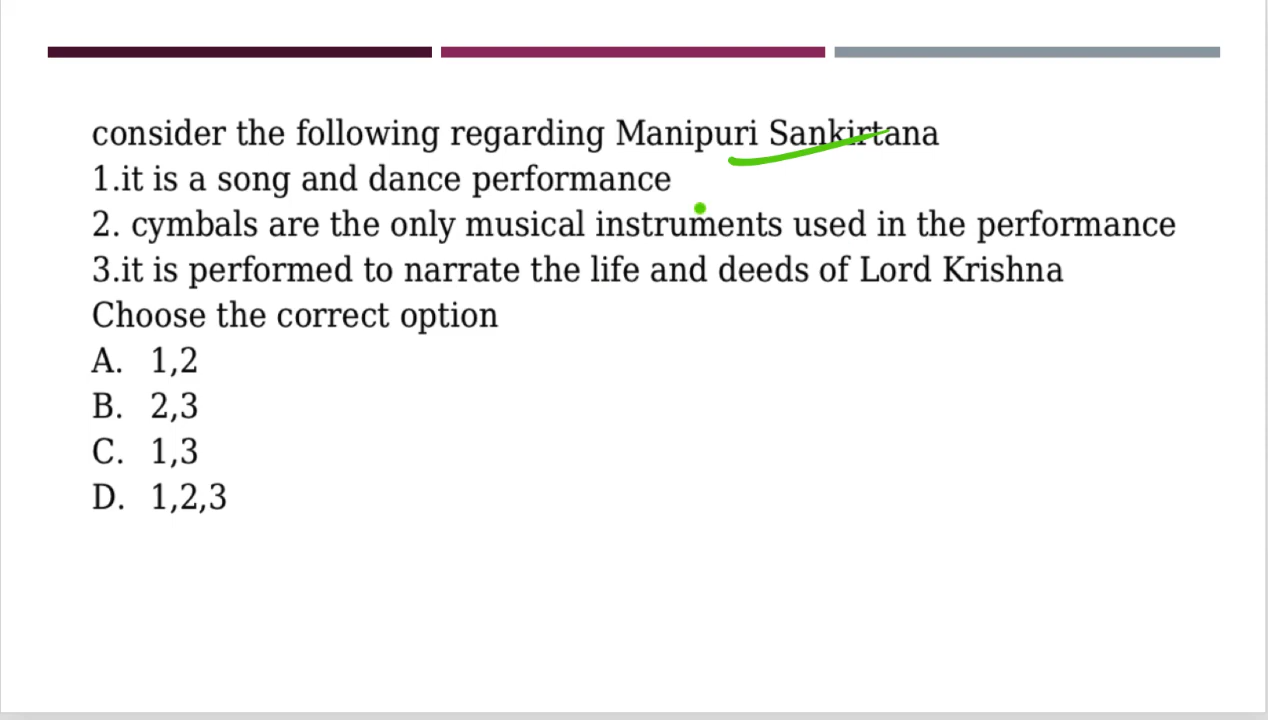 consider the following regarding Manipuri Sankirtana
1.it is a song and dance performance
2. cymbals are the only musical instruments used in the performance
3.it is performed to narrate the life and deeds of Lord Krishna
Choose the correct option
A. 1,2
B. 2,3
C. 1,3
D. 1,2,3